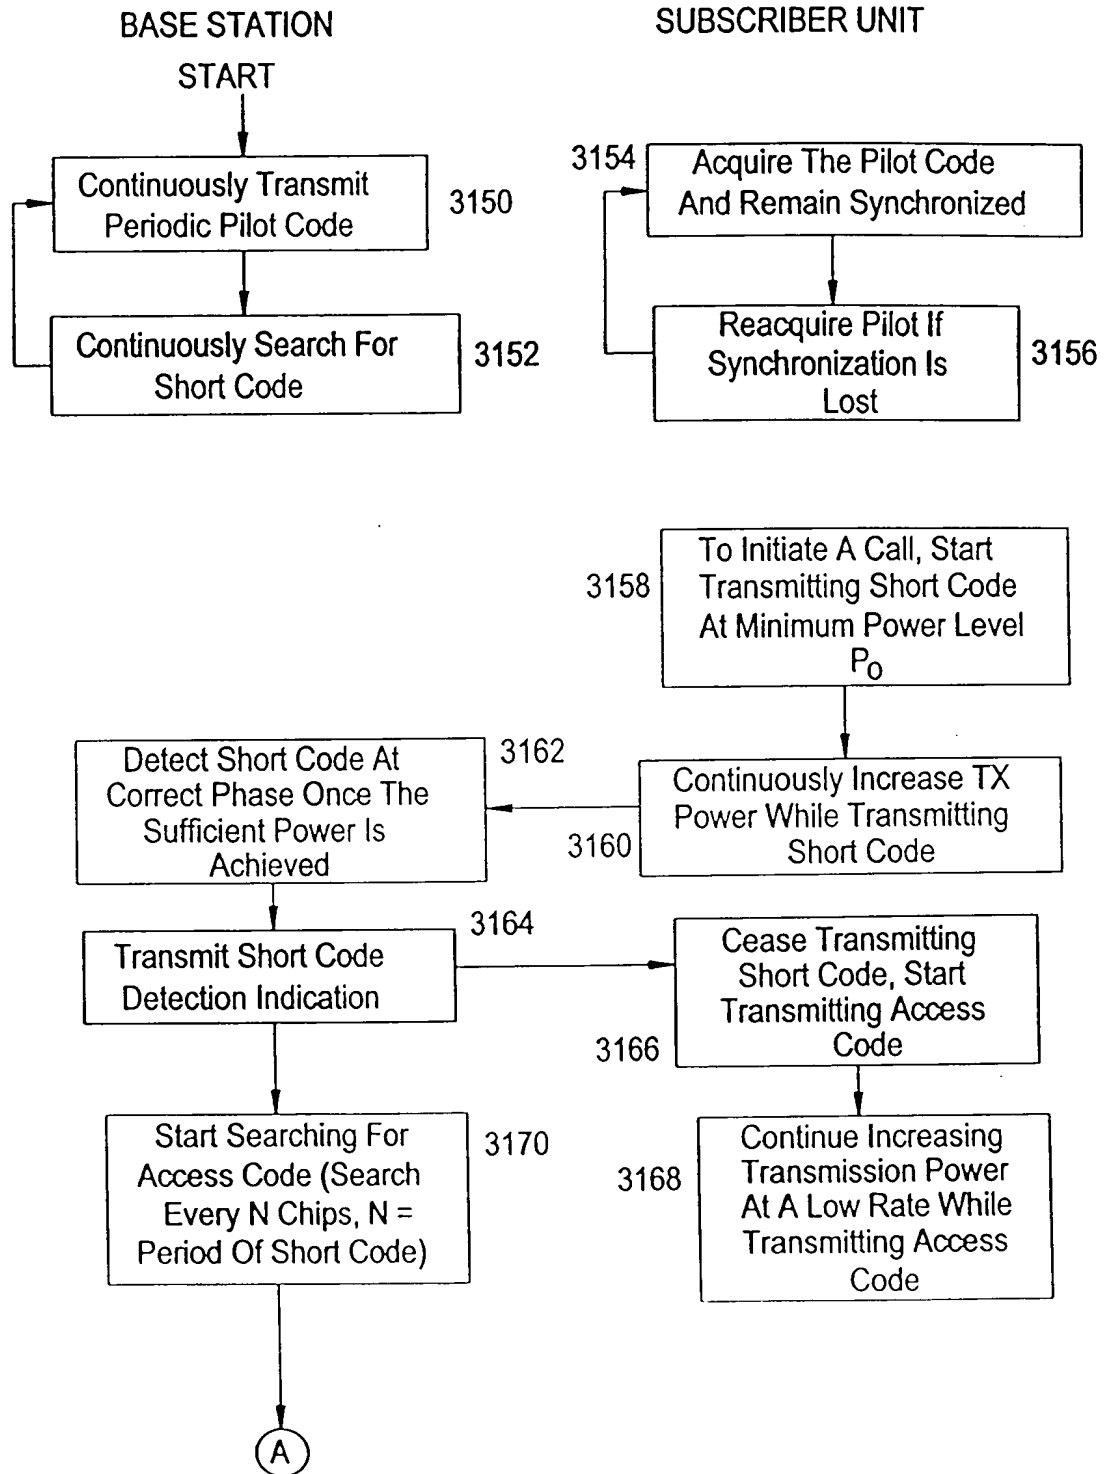 BASE STATION
SUBSCRIBER UNIT
START
Continuously Transmit
Periodic Pilot Code
3150
3154
Acquire The Pilot Code
And Remain Synchronized
Continuously Search For
Short Code
3152
Reacquire Pilot If
Synchronization Is
Lost
3156
3158
To Initiate A Call, Start
Transmitting Short Code
At Minimum Power Level
P0
Detect Short Code At
Correct Phase Once The
Sufficient Power Is
Achieved
3162
Continuously Increase TX
Power While Transmitting
Short Code
3160
Transmit Short Code
Detection Indication
3164
Cease Transmitting
Short Code, Start
Transmitting Access
Code
3166
Start Searching For
Access Code (Search
Every N Chips, N =
Period Of Short Code)
3170
3168
Continue Increasing
Transmission Power
At A Low Rate While
Transmitting Access
Code
A